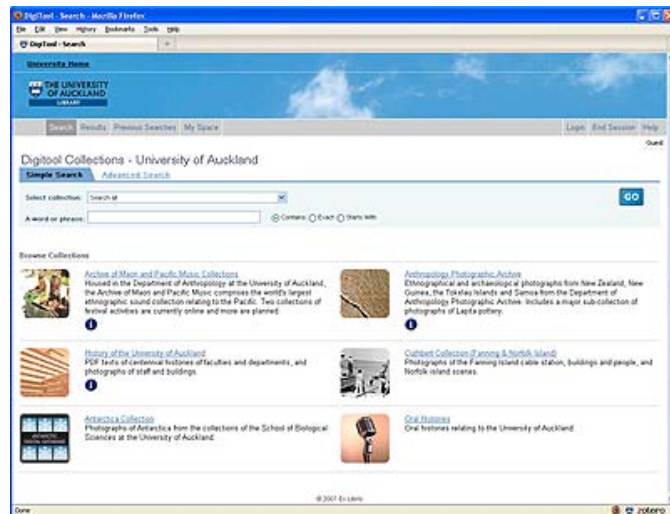 DigiTool - Search - Mozilla Firefox
File Edit View History Bookmarks Tools Help
DigiTool - Search
University Home
THE UNIVERSITY
OF AUCKLAND
LIBRARY
Search Results Previous Searches My Space Login End Session Help
Guest
Digitool Collections - University of Auckland
Simple Search Advanced Search
Select collection: Search all
GO
A word or phrase: Contains Exact Starts With
Browse Collections
Archive of Maori and Pacific Music Collections
Housed in the Department of Anthropology at the University of Auckland,
the Archive of Maori and Pacific Music comprises the world's largest
ethnographic sound collection relating to the Pacific. Two collections of
festival activities are currently online and more are planned.
Anthropology Photographic Archive
Ethnographical and archaeological photographs from New Zealand, New
Guinea, the Tokelau Islands and Samoa from the Department of
Anthropology Photographic Archive. Includes a major sub-collection of
photographs of Lapita pottery.
History of the University of Auckland
PDF texts of centennial histories of faculties and departments, and
photographs of staff and buildings.
Cuthbert Collection (Fanning & Norfolk Island)
Photographs of the Fanning Island cable station, buildings and people, and
Norfolk island scenes.
ANTARCTIC
Antarctica Collection
Photographs of Antarctica from the collections of the School of Biological
Sciences at the University of Auckland.
Oral Histories
Oral histories relating to the University of Auckland.
© 2007 Ex Libris
Done
zotero